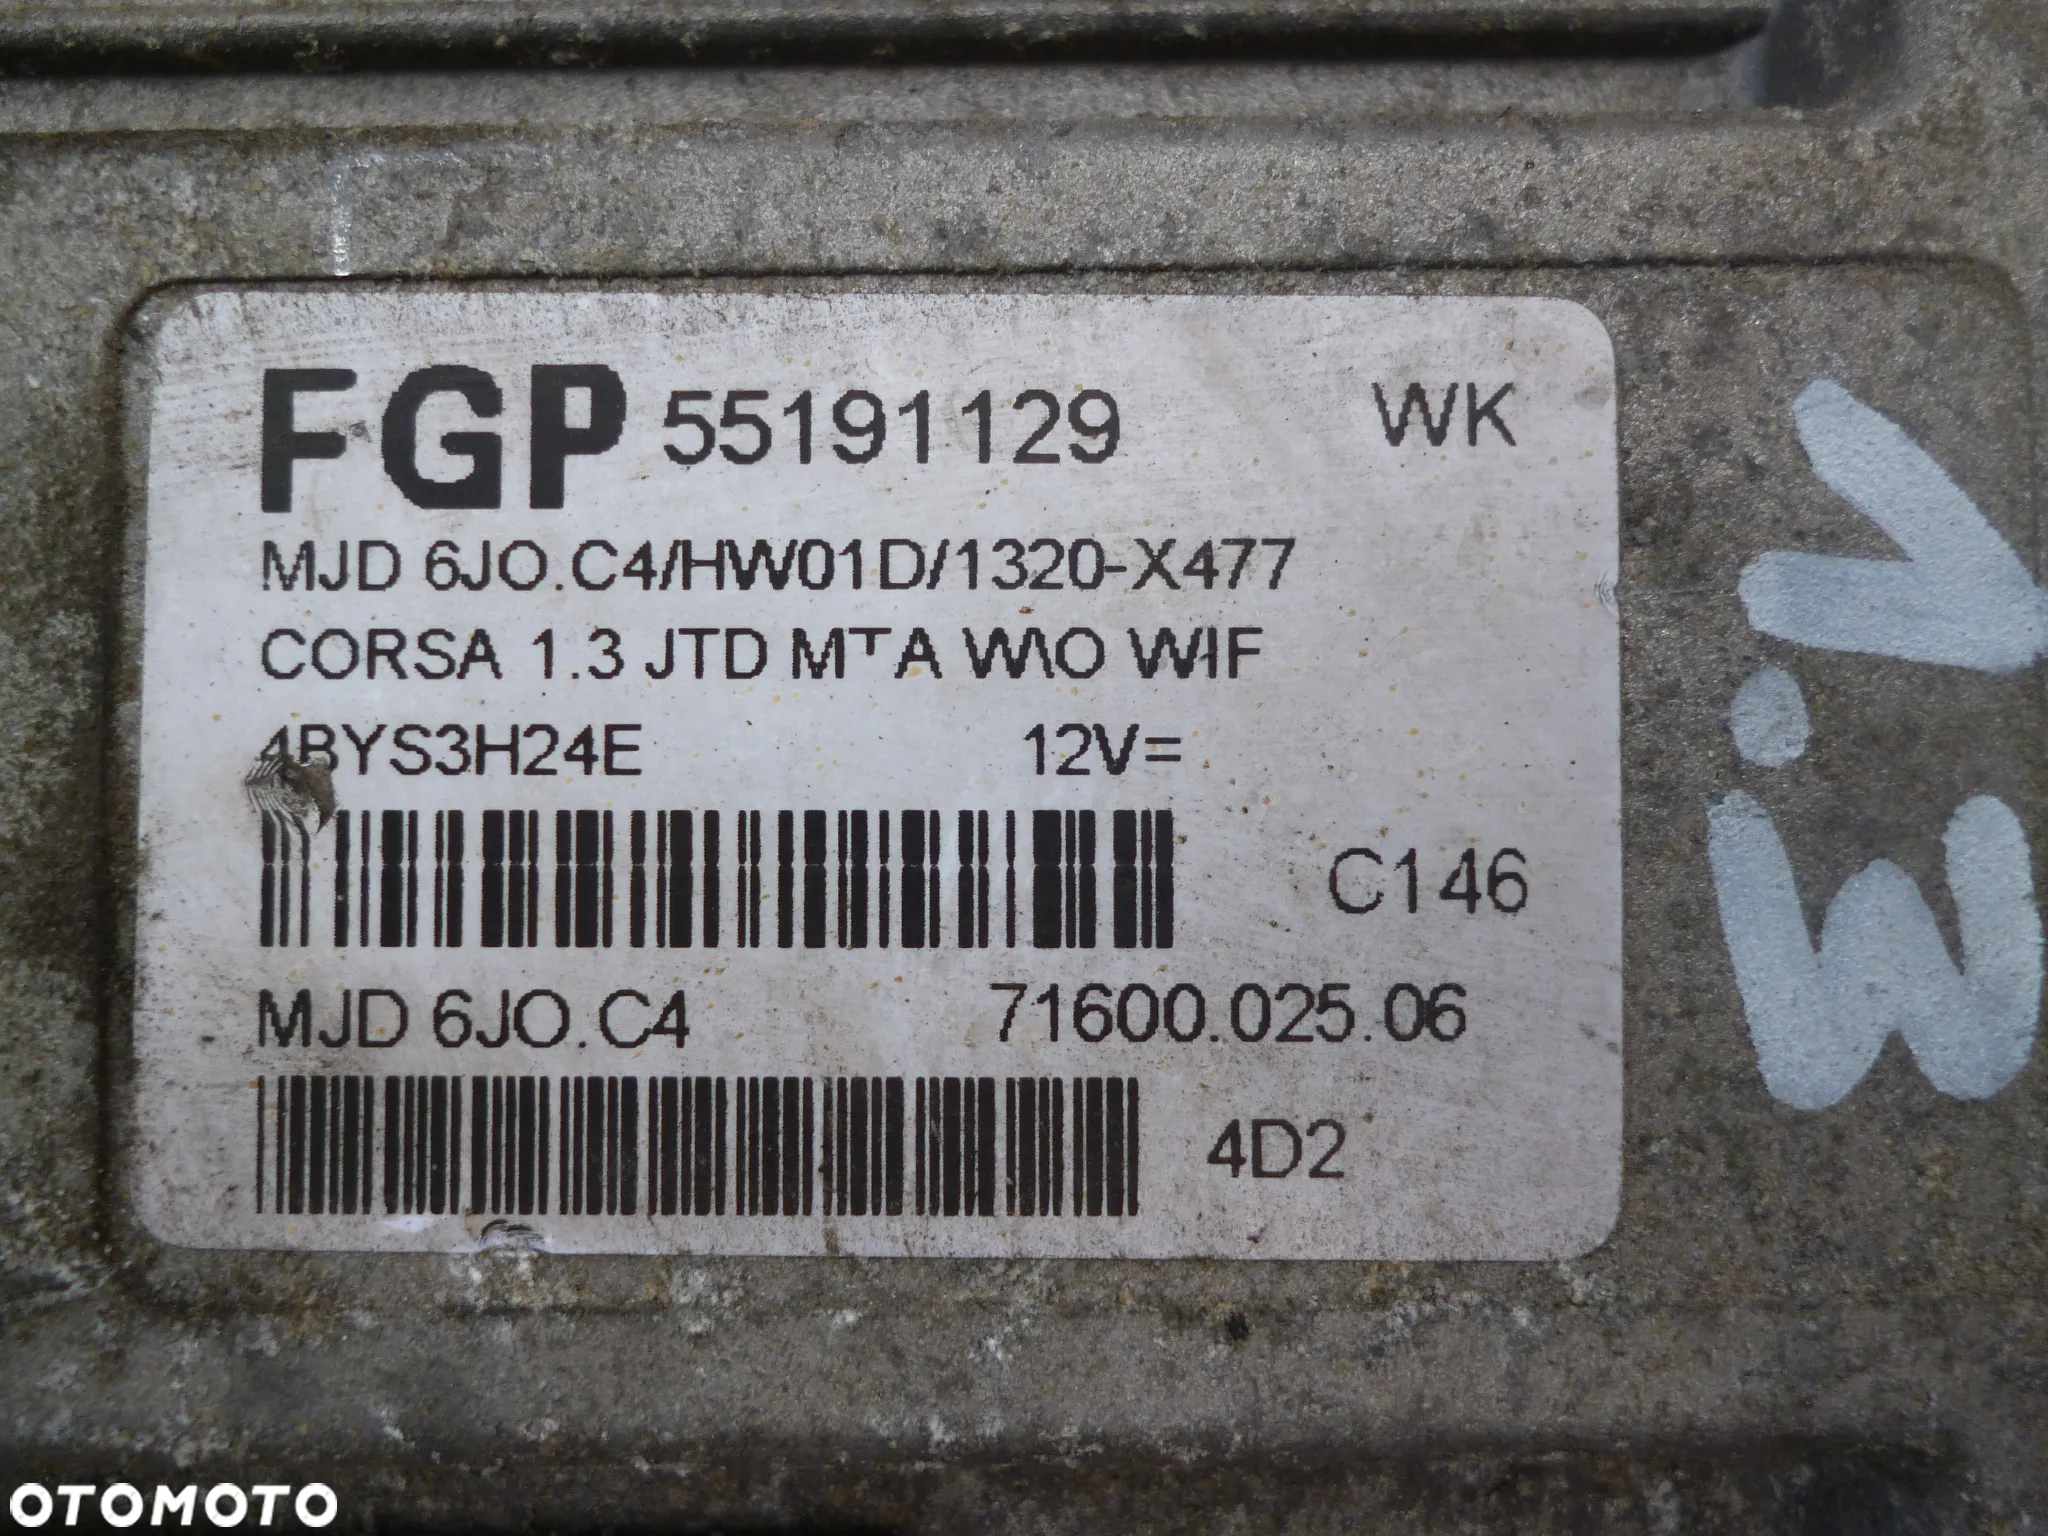 FGP 55191129 WK
MJD 6JO.C4/HW01D/1320-X477
CORSA 1.3 JTD MTA W\O WIF
4BYS3H24E 12V=
C146
MJD 6JO.C4 71600.025.06
4D2
OTOMOTO